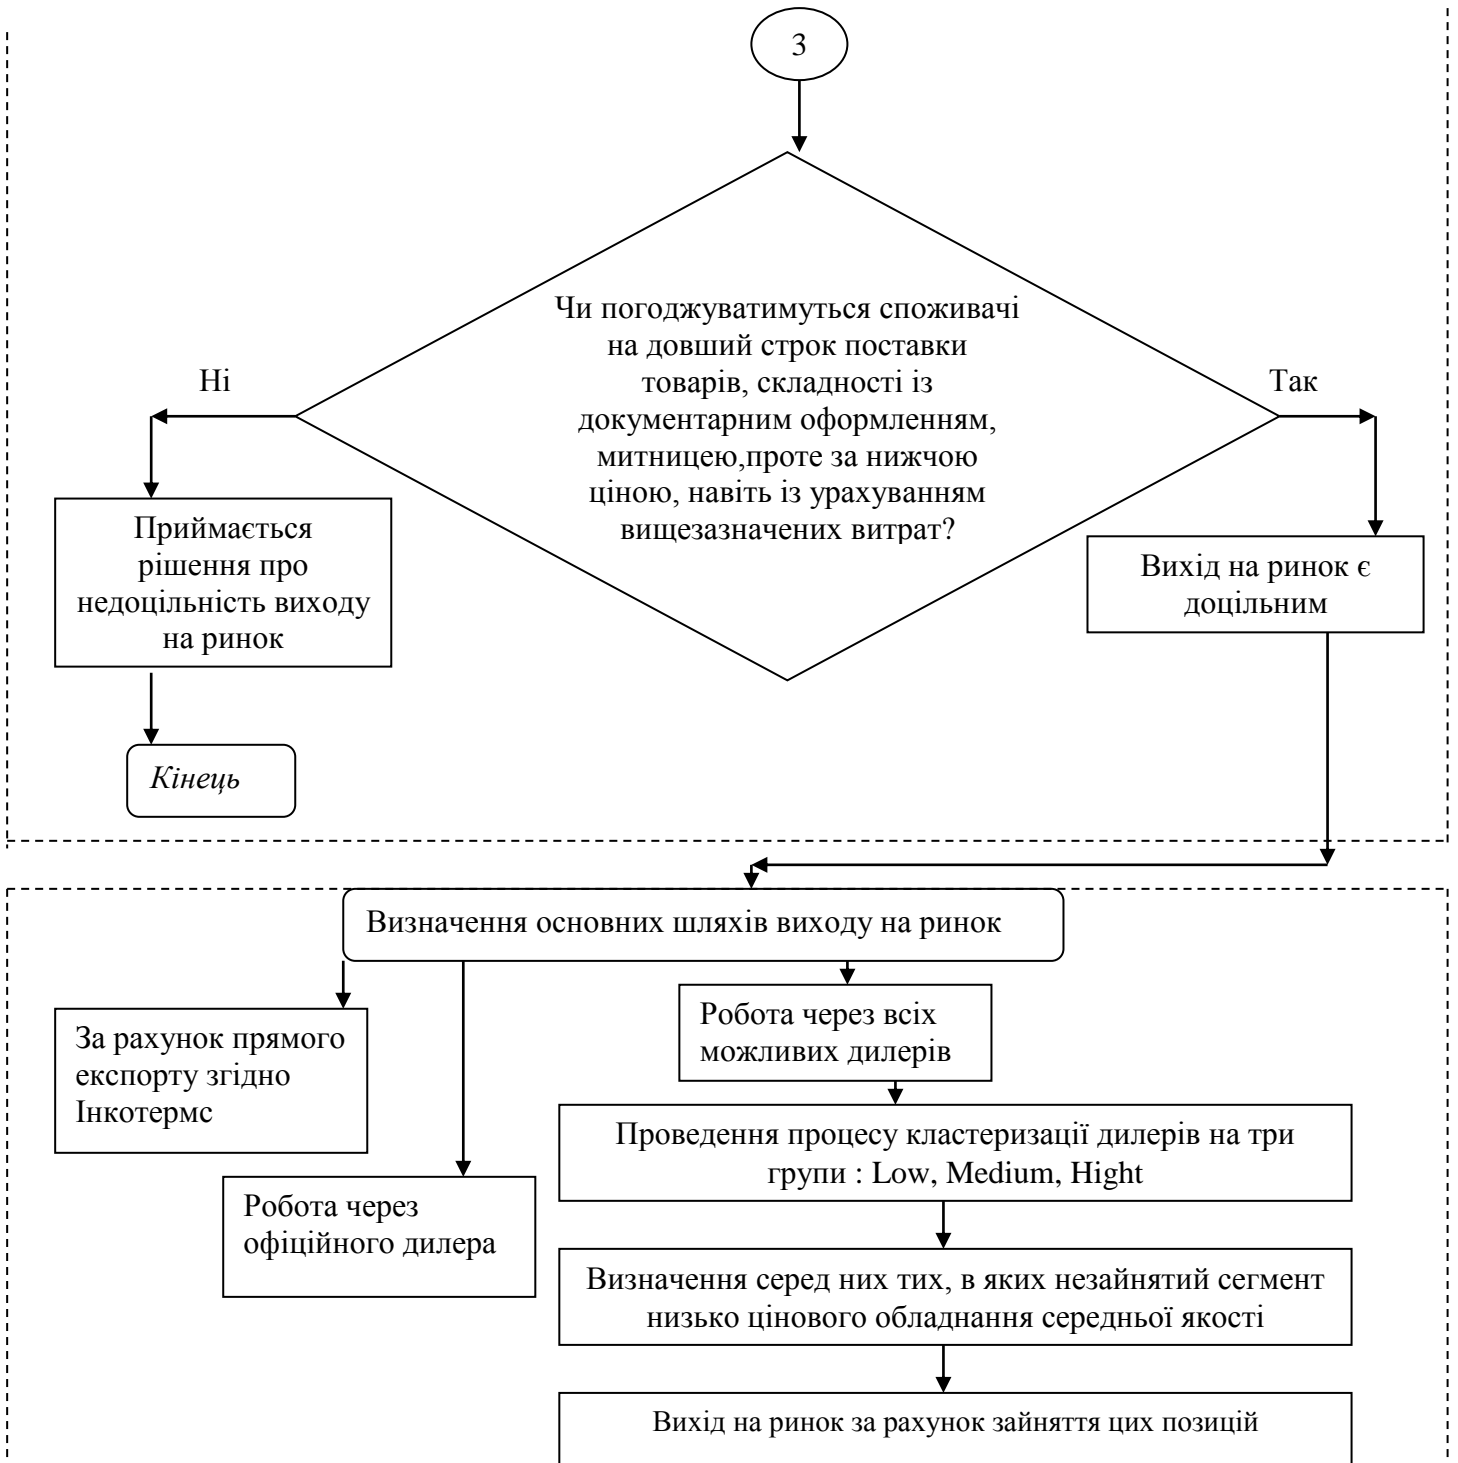 3
Чи погоджуватимуться споживачі
на довший строк поставки
товарів, складності із
документарним оформленням,
митницею,проте за нижчою
ціною, навіть із урахуванням
вищезазначених витрат?
Ні
Так
Приймається
рішення про
недоцільність виходу
на ринок
Вихід на ринок є
доцільним
Кінець
Визначення основних шляхів виходу на ринок
За рахунок прямого
експорту згідно
Інкотермс
Робота через
офіційного дилера
Робота через всіх
можливих дилерів
Проведення процесу кластеризації дилерів на три
групи : Low, Medium, Hight
Визначення серед них тих, в яких незайнятий сегмент
низько цінового обладнання середньої якості
Вихід на ринок за рахунок зайняття цих позицій